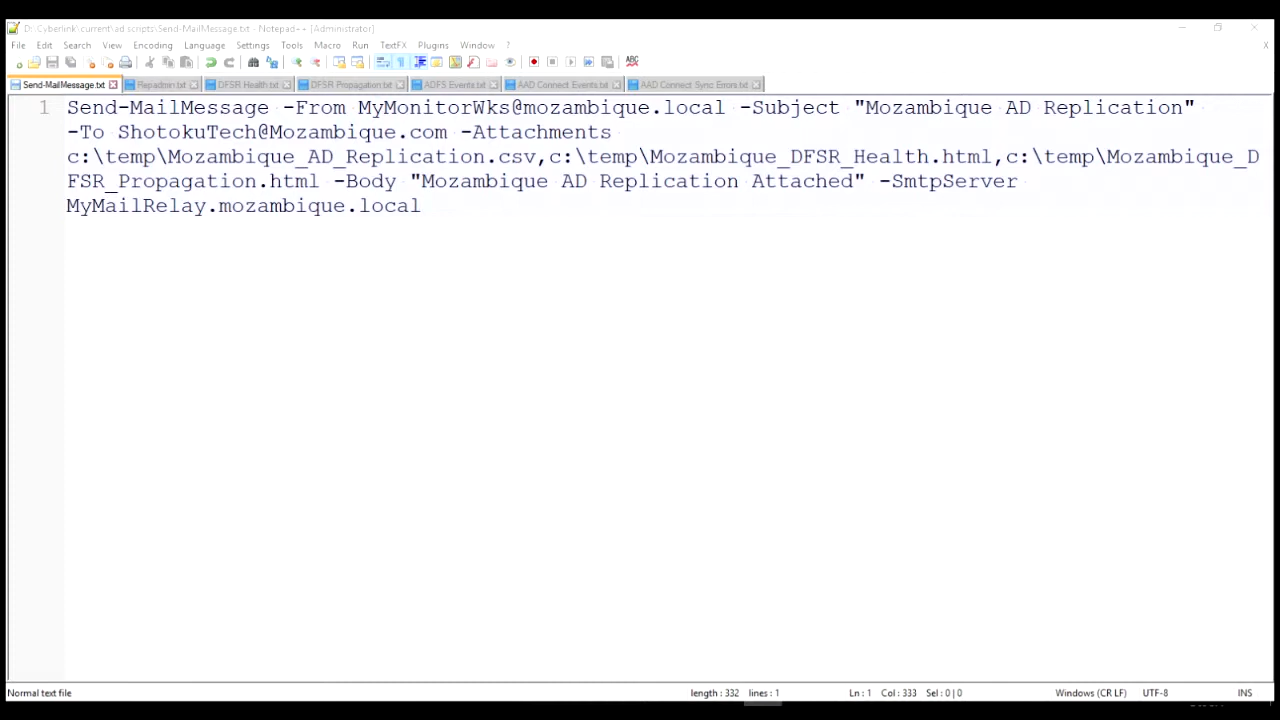 D:\Cyberlink\current\ad scripts\Send-MailMessage.txt - Notepad++ [Administrator]
File Edit Search View Encoding Language Settings Tools Macro Run TextFX Plugins Window ?
Send-MailMessage.txt Repadmin.txt DFSR Health.txt DFSR Propagation.txt ADFS Events.txt AAD Connect Events.txt AAD Connect Sync Errors.txt
1 Send-MailMessage -From MyMonitorWks@mozambique.local -Subject "Mozambique AD Replication"
-To ShotokuTech@Mozambique.com -Attachments
c:\temp\Mozambique_AD_Replication.csv,c:\temp\Mozambique_DFSR_Health.html,c:\temp\Mozambique_D
FSR_Propagation.html -Body "Mozambique AD Replication Attached" -SmtpServer
MyMailRelay.mozambique.local
Normal text file length : 332 lines : 1 Ln : 1 Col : 333 Sel : 0 | 0 Windows (CR LF) UTF-8 INS